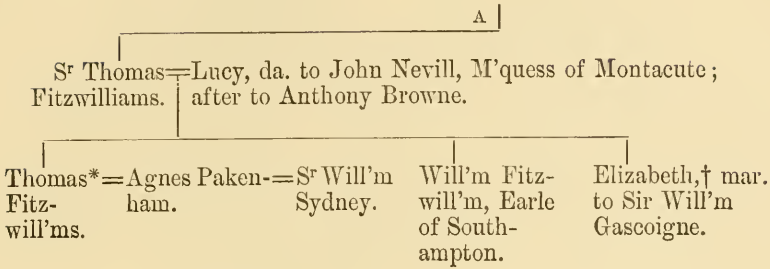 A
Sr Thomas=Lucy, da. to John Nevill, M'quess of Montacute;
Fitzwilliams. after to Anthony Browne.
Thomas*=Agnes Paken-=Sr Will'm Will'm Fitz- Elizabeth,† mar.
Fitz- ham. Sydney. will'm, Earle to Sir Will'm
will'ms. of South- Gascoigne.
ampton.